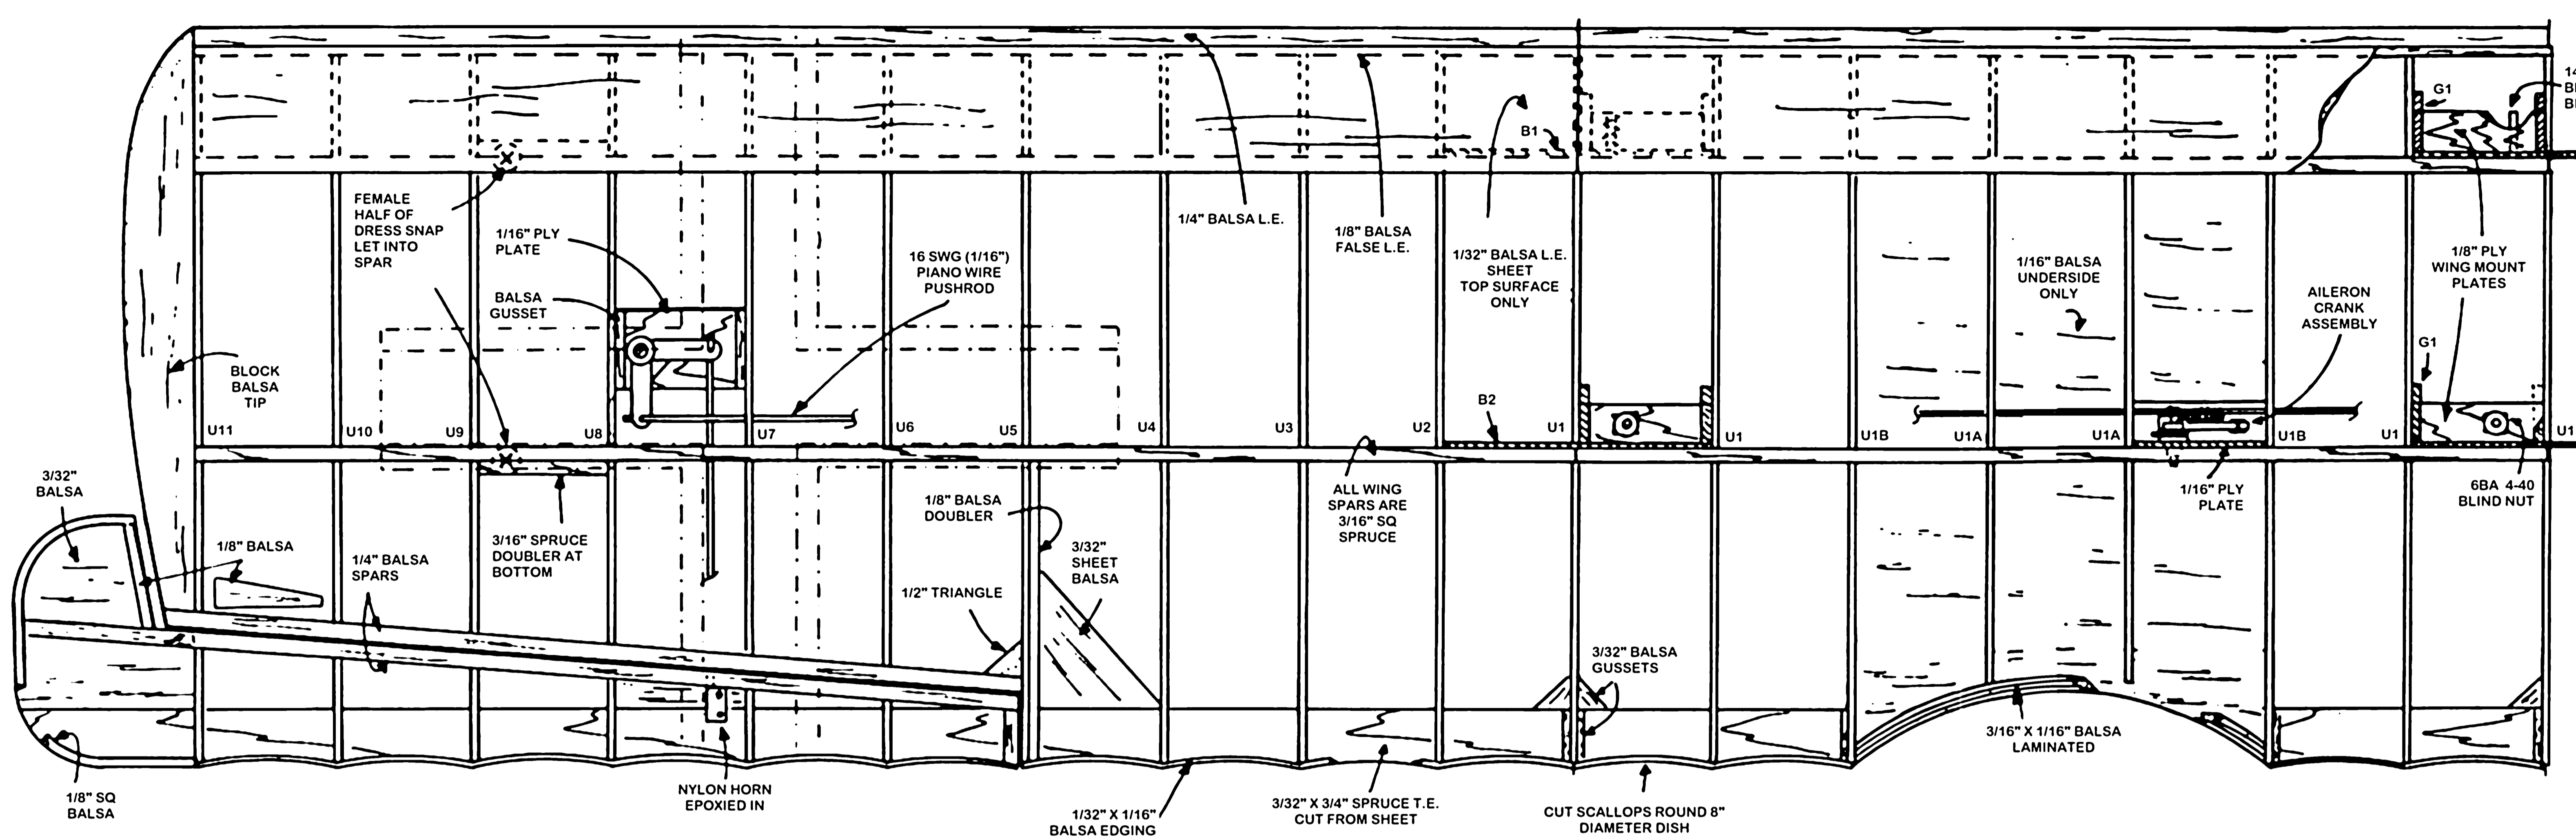 G1
14
B1
FEMALE
HALF OF
DRESS SNAP
LET INTO
SPAR
1/16" PLY
PLATE
BALSA
GUSSET
16 SWG (1/16")
PIANO WIRE
PUSHROD
1/4" BALSA L.E.
1/8" BALSA
FALSE L.E.
1/32" BALSA L.E.
SHEET
TOP SURFACE
ONLY
1/16" BALSA
UNDERSIDE
ONLY
AILERON
CRANK
ASSEMBLY
1/8" PLY
WING MOUNT
PLATES
G1
BLOCK
BALSA
TIP
B2
U11
U10
U9
U8
U7
U6
U5
U4
U3
U2
U1
U1
U1B
U1A
U1A
U1B
U1
U1
3/32"
BALSA
1/8" BALSA
1/4" BALSA
SPARS
3/16" SPRUCE
DOUBLER AT
BOTTOM
1/8" BALSA
DOUBLER
3/32"
SHEET
BALSA
1/2" TRIANGLE
ALL WING
SPARS ARE
3/16" SQ
SPRUCE
1/16" PLY
PLATE
6BA 4-40
BLIND NUT
3/32" BALSA
GUSSETS
3/16" X 1/16" BALSA
LAMINATED
1/8" SQ
BALSA
NYLON HORN
EPOXIED IN
1/32" X 1/16"
BALSA EDGING
3/32" X 3/4" SPRUCE T.E.
CUT FROM SHEET
CUT SCALLOPS ROUND 8"
DIAMETER DISH